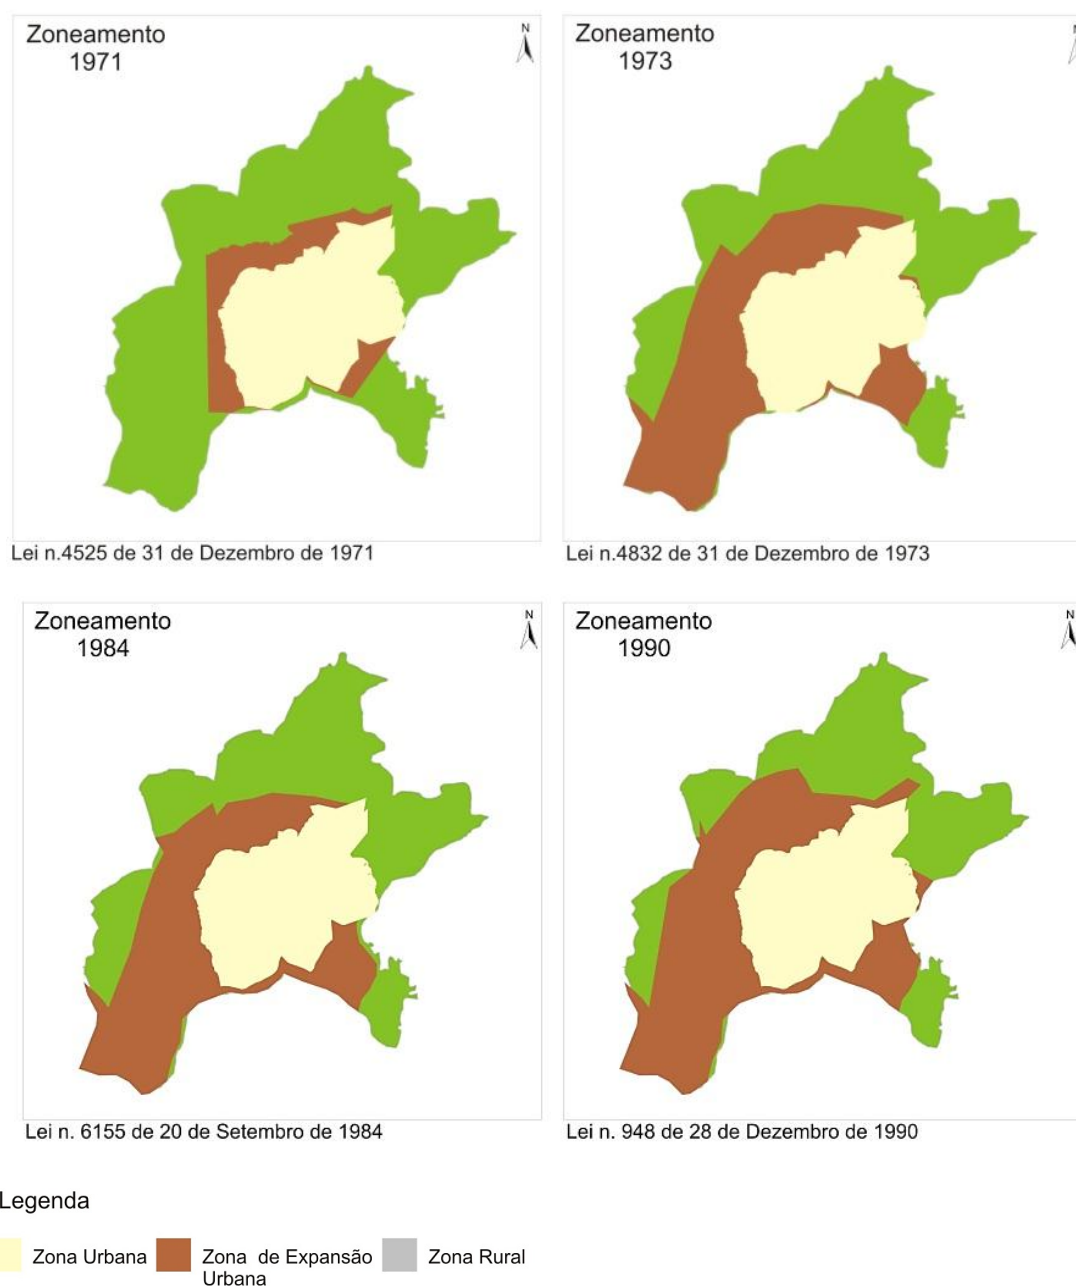 Zoneamento
1971
N
Zoneamento
1973
N
Lei n.4525 de 31 de Dezembro de 1971
Lei n.4832 de 31 de Dezembro de 1973
Zoneamento
1984
N
Zoneamento
1990
N
Lei n. 6155 de 20 de Setembro de 1984
Lei n. 948 de 28 de Dezembro de 1990
Legenda
Zona Urbana
Zona de Expansão
Urbana
Zona Rural